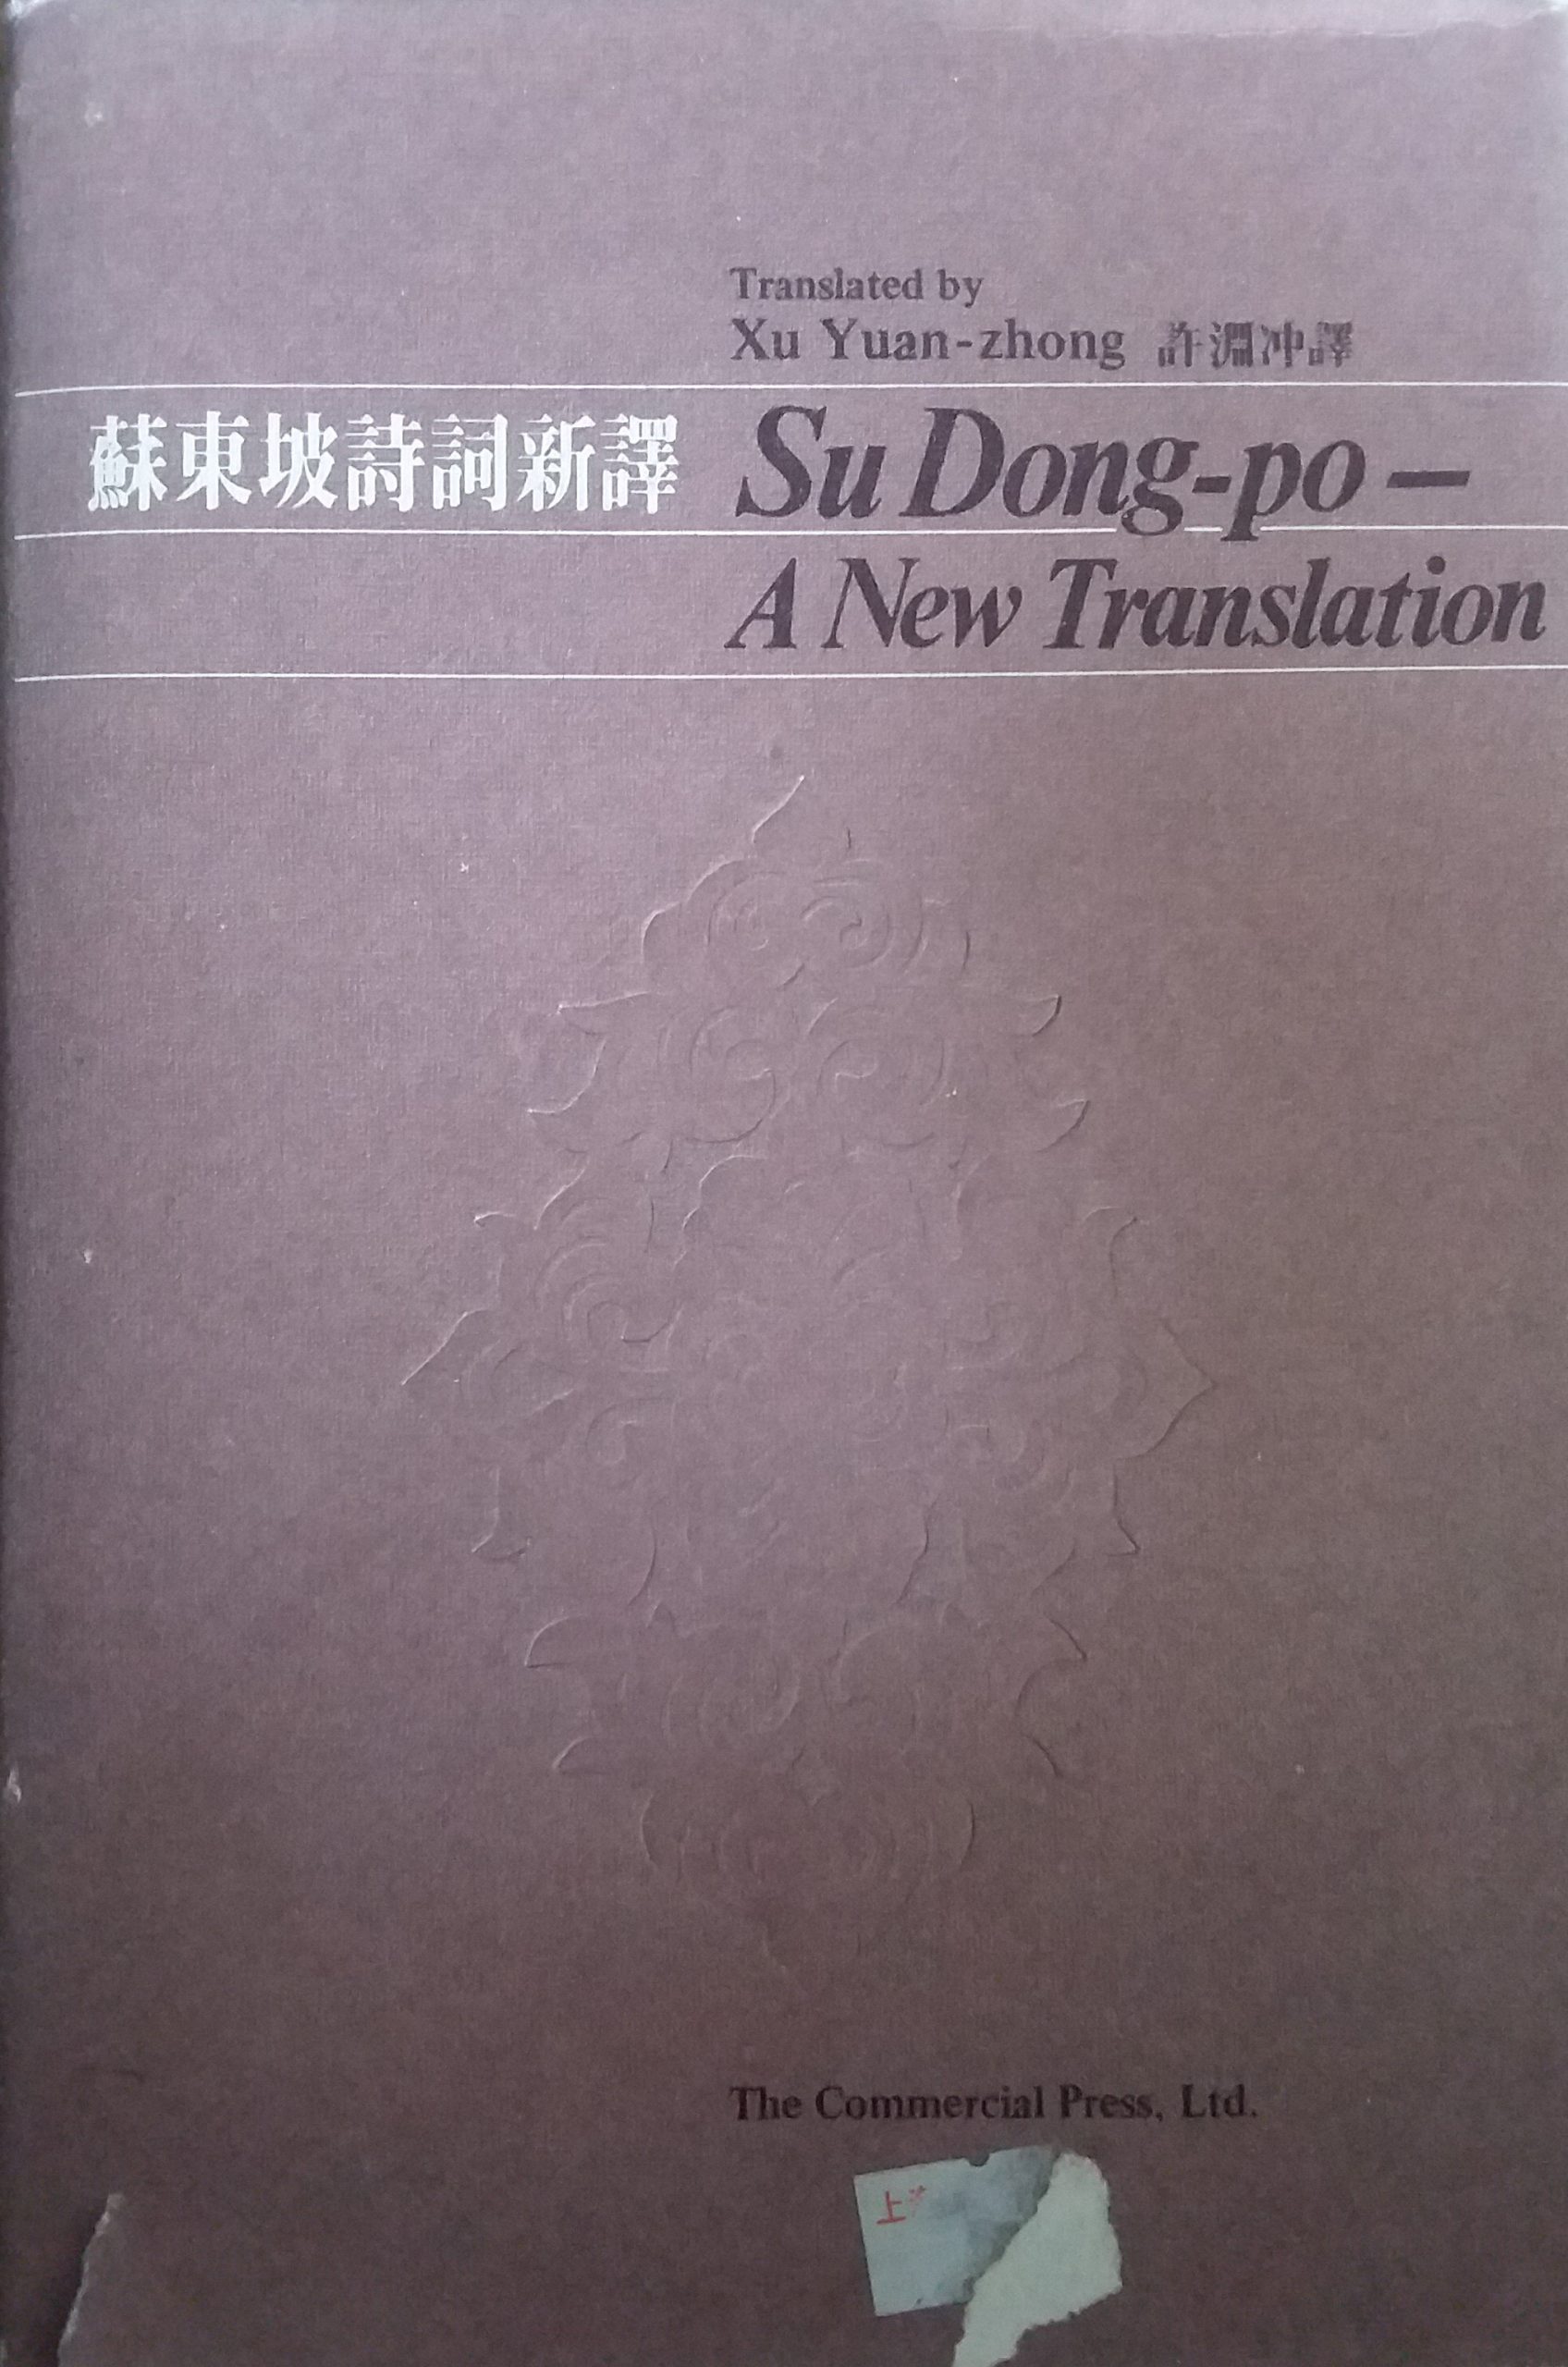 Translated by
Xu Yuan-zhong 許淵冲譯
蘇東坡詩詞新譯 Su Dong-po –
A New Translation
The Commercial Press, Ltd.
上